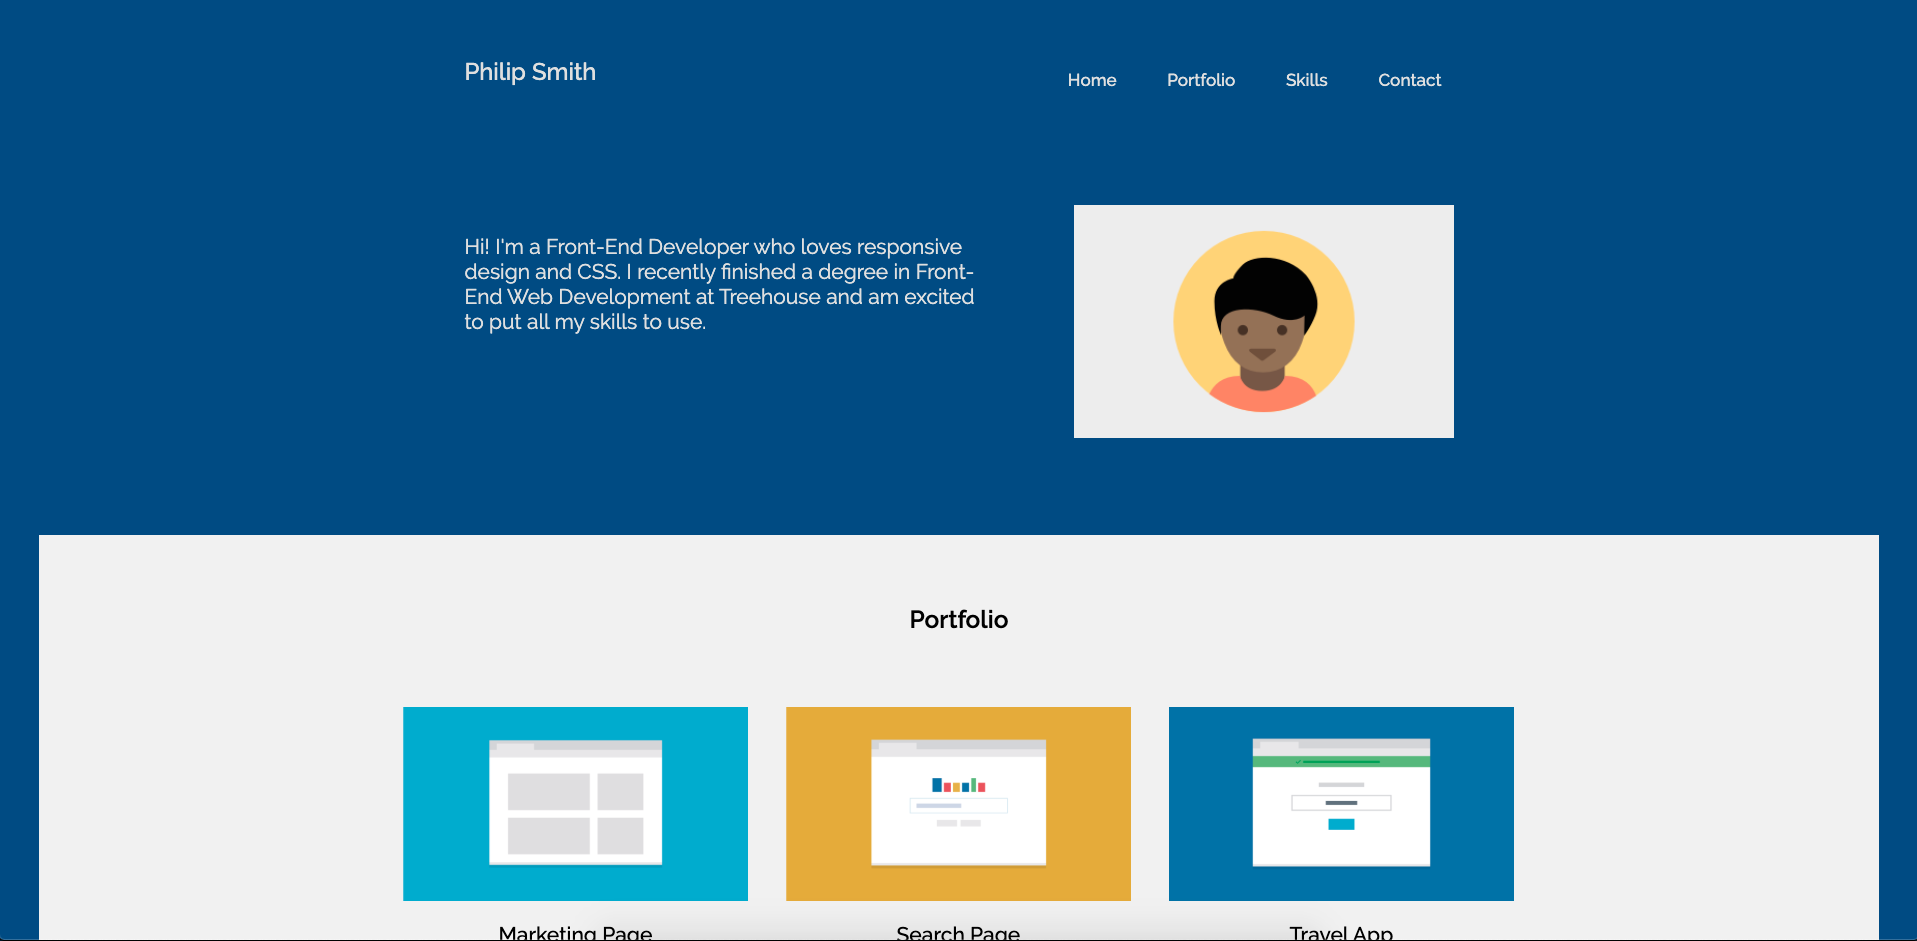 Philip Smith
Home Portfolio Skills Contact
Hi! I'm a Front-End Developer who loves responsive
design and CSS. I recently finished a degree in Front-
End Web Development at Treehouse and am excited
to put all my skills to use.
Portfolio
Marketing Page Search Page Travel App